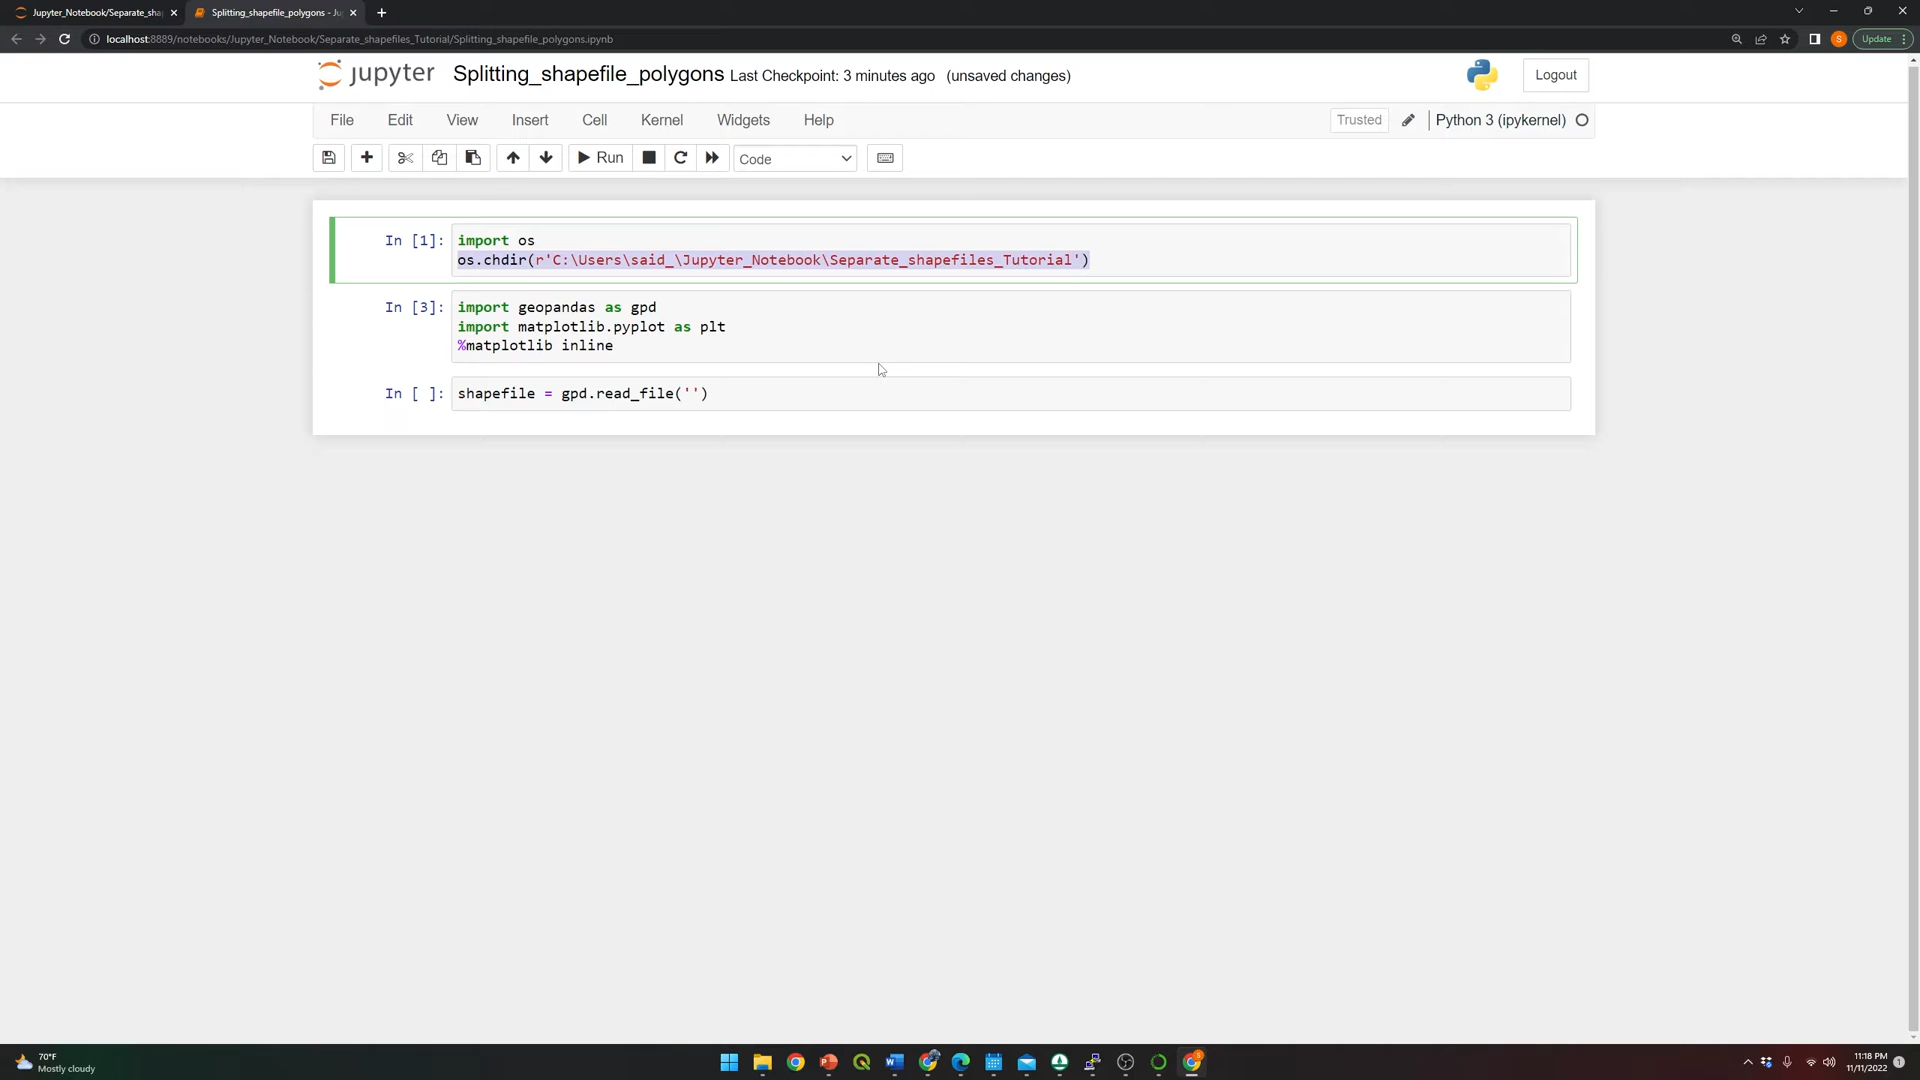 Jupyter_Notebook/Separate_sha
Splitting_shapefile_polygons - Ju
localhost:8889/notebooks/Jupyter_Notebook/Separate_shapefiles_Tutorial/Splitting_shapefile_polygons.ipynb
S
Update
jupyter
Splitting_shapefile_polygons Last Checkpoint: 3 minutes ago (unsaved changes)
Logout
File Edit View Insert Cell Kernel Widgets Help
Trusted
Python 3 (ipykernel)
Run
Code
In [1]:
import os
os.chdir(r'C:\Users\said_\Jupyter_Notebook\Separate_shapefiles_Tutorial')
In [3]:
import geopandas as gpd
import matplotlib.pyplot as plt
%matplotlib inline
In [ ]:
shapefile = gpd.read_file('')
70°F
Mostly cloudy
11:18 PM
11/11/2022